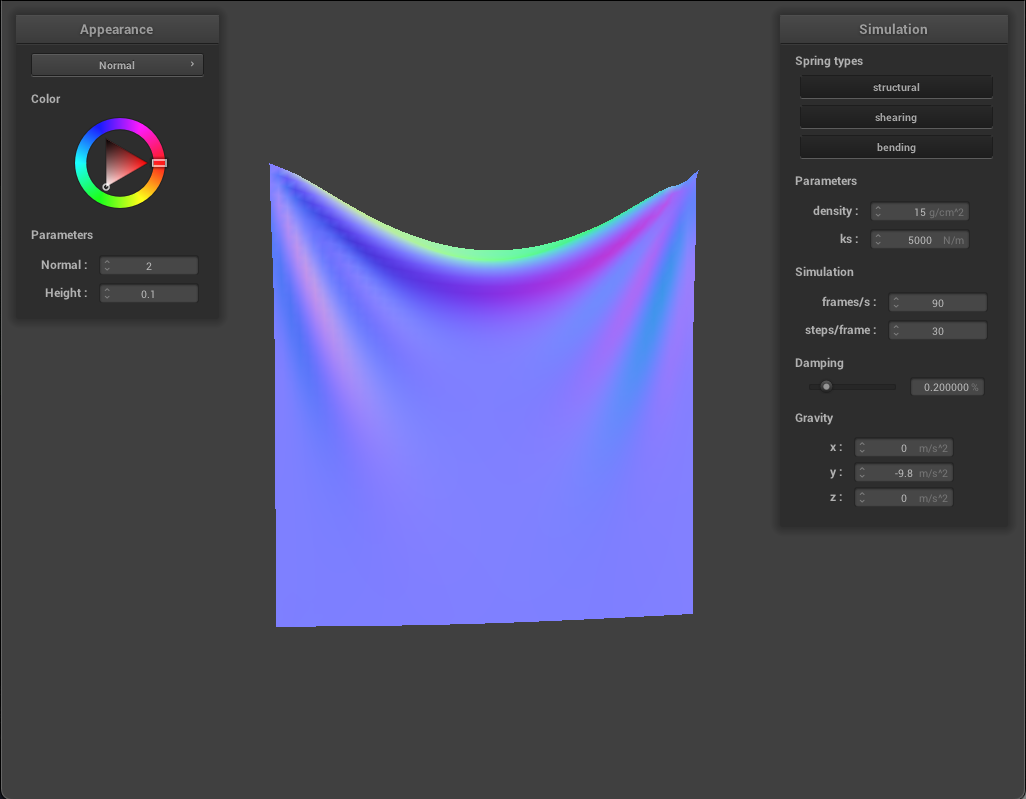 Appearance
Normal ›
Color
Parameters
Normal : 2
Height : 0.1
Simulation
Spring types
structural
shearing
bending
Parameters
density : 15 g/cm^2
ks : 5000 N/m
Simulation
frames/s : 90
steps/frame : 30
Damping
0.200000 %
Gravity
x : 0 m/s^2
y : -9.8 m/s^2
z : 0 m/s^2